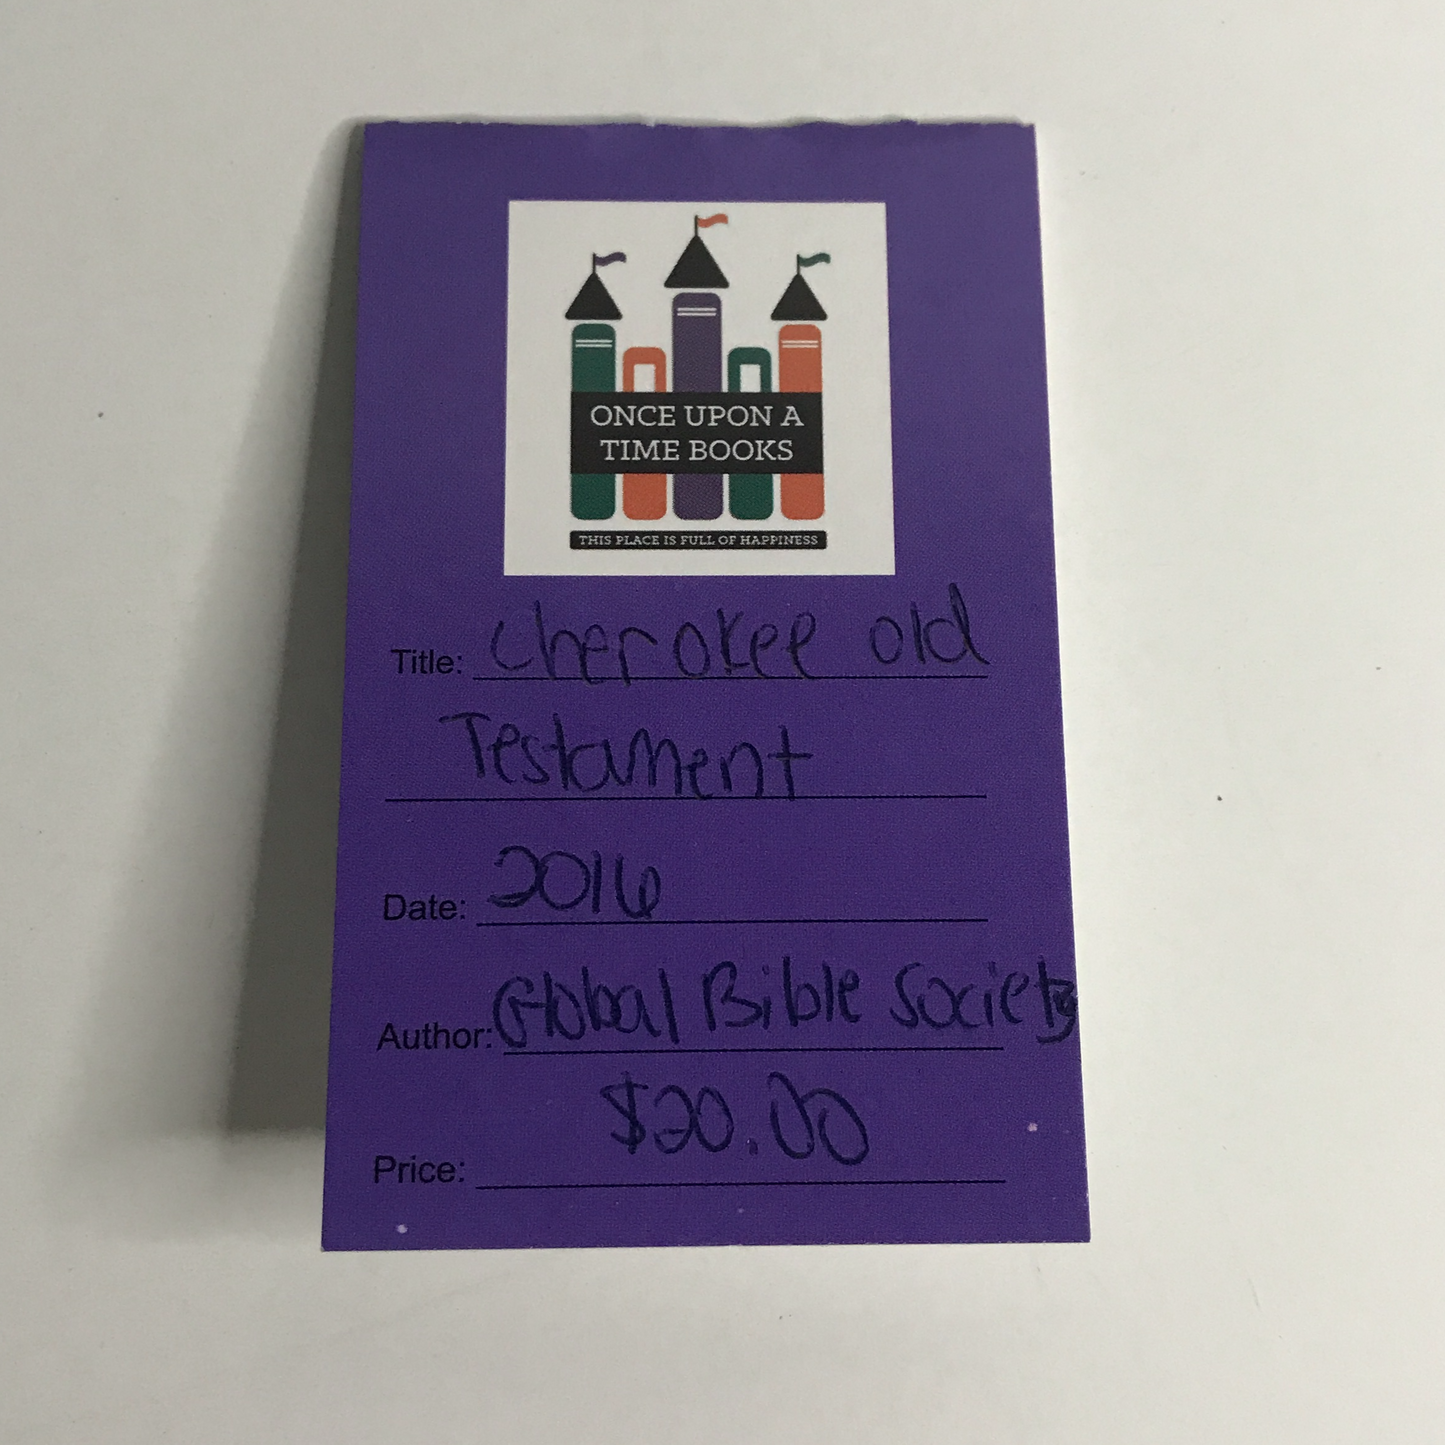 ONCE UPON A
TIME BOOKS
THIS PLACE IS FULL OF HAPPINESS
Title: Cherokee old
Testament
Date: 2016
Author: Global Bible Society
Price: $20.00